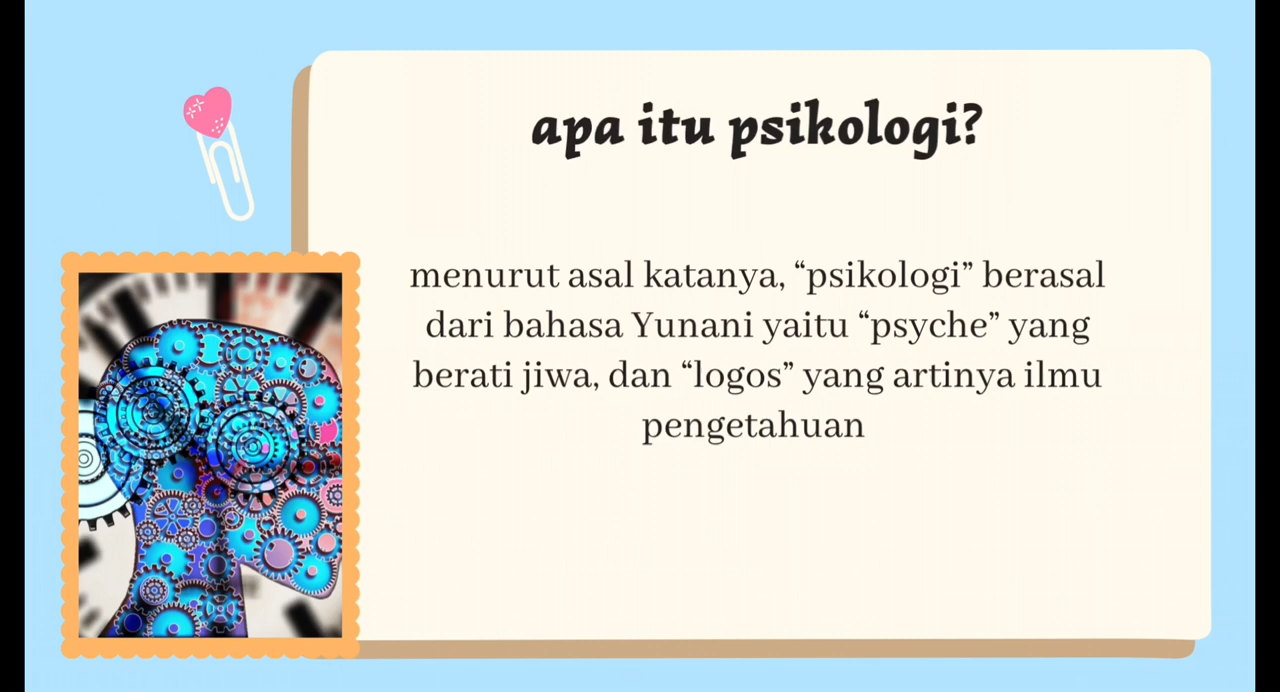 apa itu psikologi?
menurut asal katanya, “psikologi” berasal
dari bahasa Yunani yaitu “psyche” yang
berati jiwa, dan “logos” yang artinya ilmu
pengetahuan